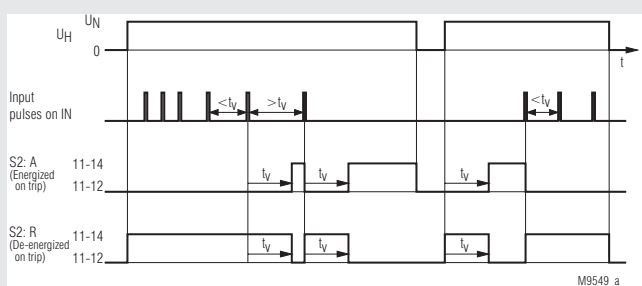 U_N
U_H
0
t
Input
pulses on IN
<t_v
>t_v
<t_v
S2: A
(Energized
on trip)
11-14
11-12
t_v
t_v
t_v
S2: R
(De-energized
on trip)
11-14
11-12
t_v
t_v
t_v
M9549_a